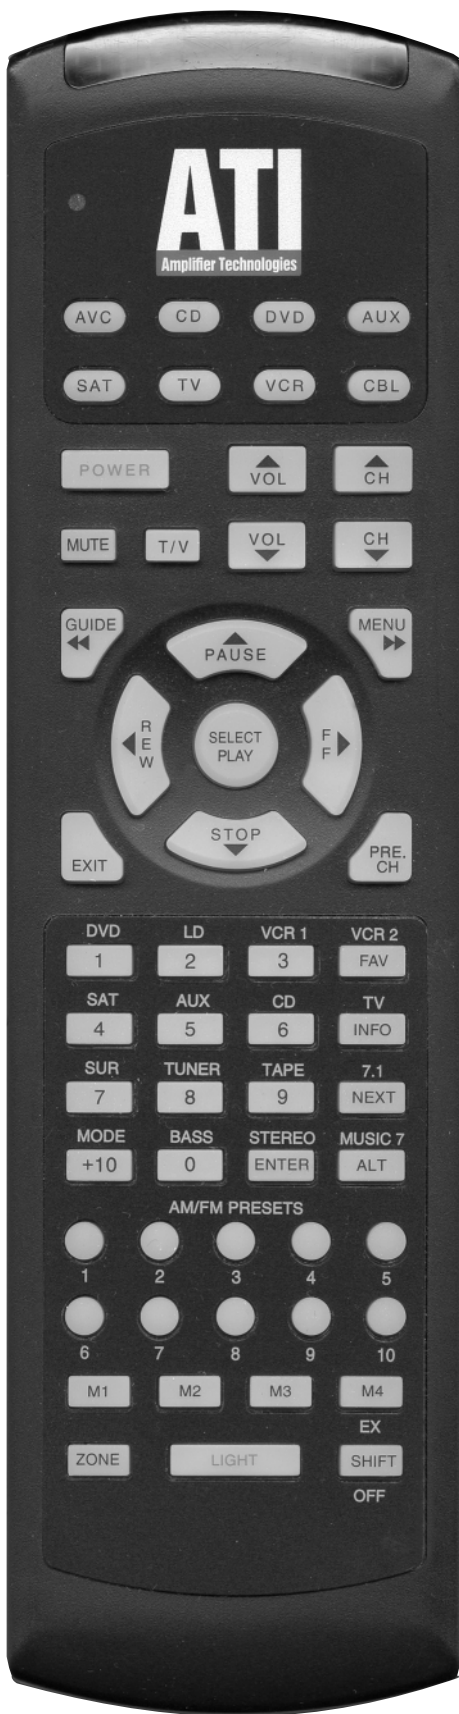 ATI
Amplifier Technologies
AVC CD DVD AUX
SAT TV VCR CBL
POWER VOL CH
MUTE T/V VOL CH
GUIDE MENU
PAUSE
REW SELECT PLAY FF
STOP
EXIT PRE. CH
DVD LD VCR 1 VCR 2
1 2 3 FAV
SAT AUX CD TV
4 5 6 INFO
SUR TUNER TAPE 7.1
7 8 9 NEXT
MODE BASS STEREO MUSIC 7
+10 0 ENTER ALT
AM/FM PRESETS
1 2 3 4 5
6 7 8 9 10
M1 M2 M3 M4
EX
ZONE LIGHT SHIFT
OFF